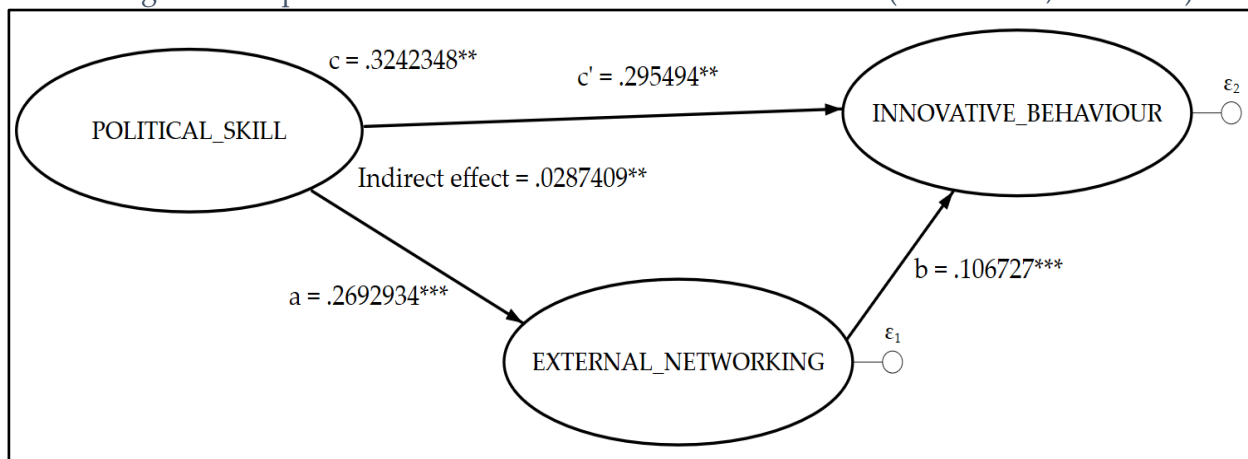 c = .3242348**
c' = .295494**
ε₂
POLITICAL_SKILL
INNOVATIVE_BEHAVIOUR
Indirect effect = .0287409**
a = .2692934***
b = .106727***
ε₁
EXTERNAL_NETWORKING